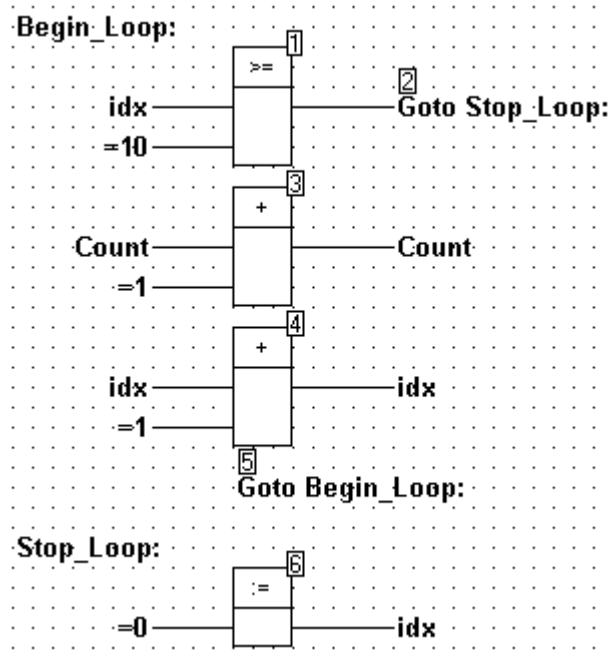 Begin_Loop:
1
>=
2
idx
Goto Stop_Loop:
=10
3
+
Count
Count
=1
4
+
idx
idx
=1
5
Goto Begin_Loop:
Stop_Loop:
6
:=
=0
idx